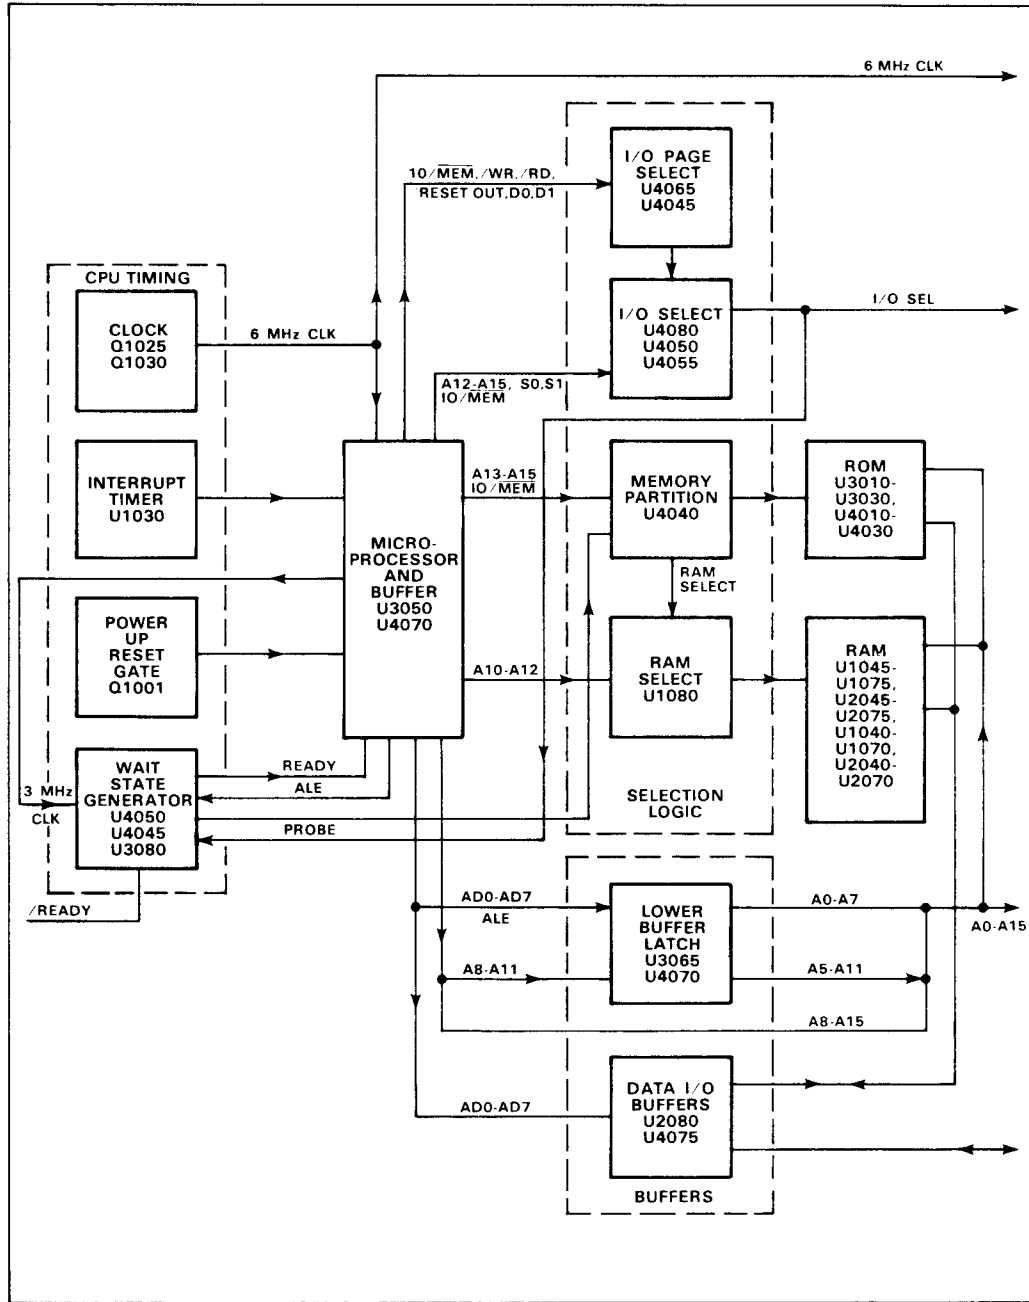 6 MHz CLK
I/O PAGE
SELECT
U4065
U4045
10/MEM,/WR,/RD,
RESET OUT,D0,D1
CPU TIMING
CLOCK
Q1025
Q1030
6 MHz CLK
I/O SELECT
U4080
U4050
U4055
I/O SEL
A12-A15, S0,S1
IO/MEM
INTERRUPT
TIMER
U1030
MICRO-
PROCESSOR
AND
BUFFER
U3050
U4070
A13-A15
IO/MEM
MEMORY
PARTITION
U4040
ROM
U3010-
U3030,
U4010-
U4030
RAM
SELECT
POWER
UP
RESET
GATE
Q1001
A10-A12
RAM
SELECT
U1080
RAM
U1045-
U1075,
U2045-
U2075,
U1040-
U1070,
U2040-
U2070
WAIT
STATE
GENERATOR
U4050
U4045
U3080
3 MHz
CLK
READY
ALE
PROBE
SELECTION
LOGIC
/READY
AD0-AD7
ALE
LOWER
BUFFER
LATCH
U3065
U4070
A0-A7
A0-A15
A8-A11
A5-A11
A8-A15
AD0-AD7
DATA I/O
BUFFERS
U2080
U4075
BUFFERS